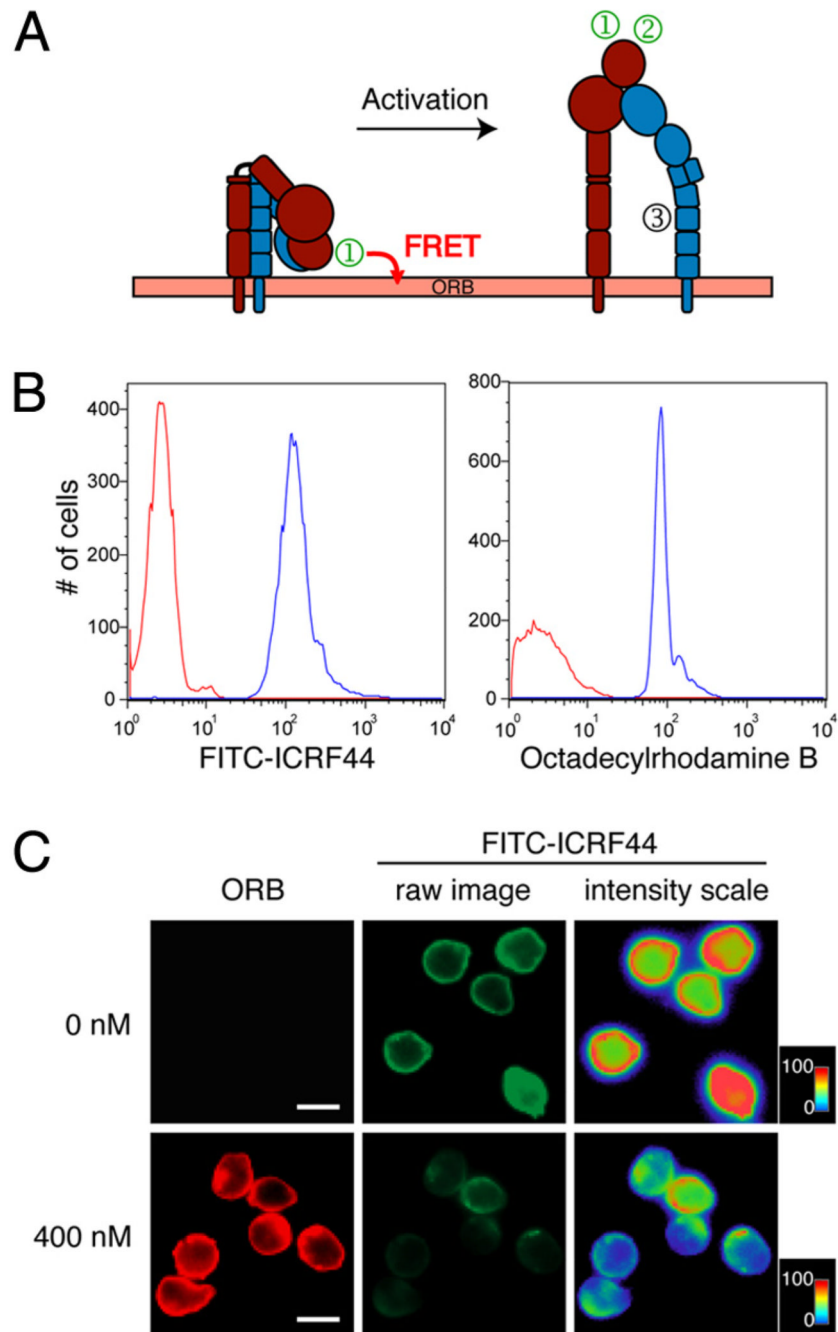 A
① ②
Activation
③
① FRET
ORB
B
800
400
600
300
400
200
200
100
0
0
# of cells
10⁰ 10¹ 10² 10³ 10⁴
10⁰ 10¹ 10² 10³ 10⁴
FITC-ICRF44
Octadecylrhodamine B
C
FITC-ICRF44
ORB
raw image
intensity scale
0 nM
100
0
400 nM
100
0